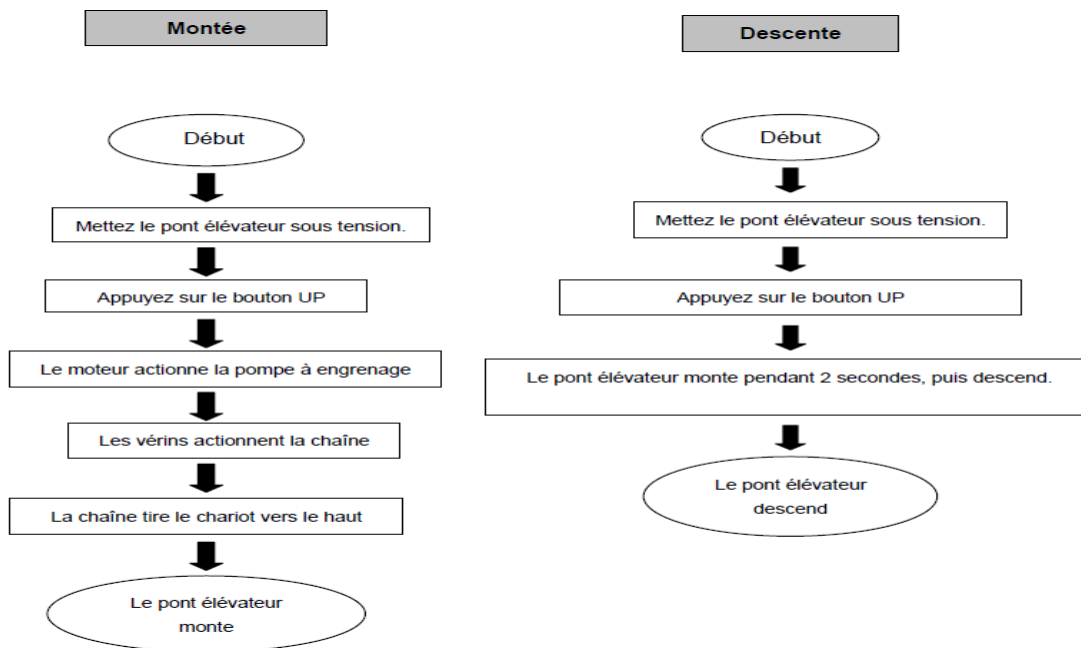 Montée
Début
Mettez le pont élévateur sous tension.
Appuyez sur le bouton UP
Le moteur actionne la pompe à engrenage
Les vérins actionnent la chaîne
La chaîne tire le chariot vers le haut
Le pont élévateur
monte
Descente
Début
Mettez le pont élévateur sous tension.
Appuyez sur le bouton UP
Le pont élévateur monte pendant 2 secondes, puis descend.
Le pont élévateur
descend